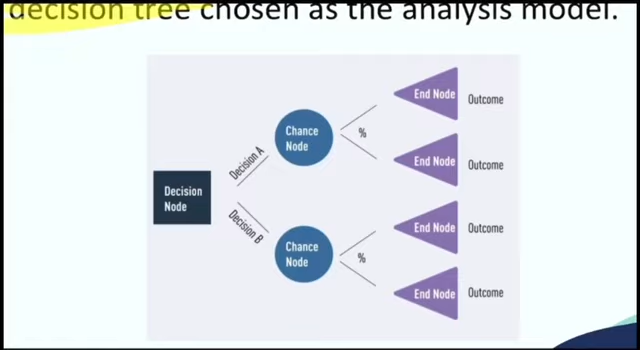 decision tree chosen as the analysis model.
End Node Outcome
Chance
Node
Decision A
%
End Node Outcome
Decision
Node
Decision B
End Node Outcome
Chance
Node
%
End Node Outcome